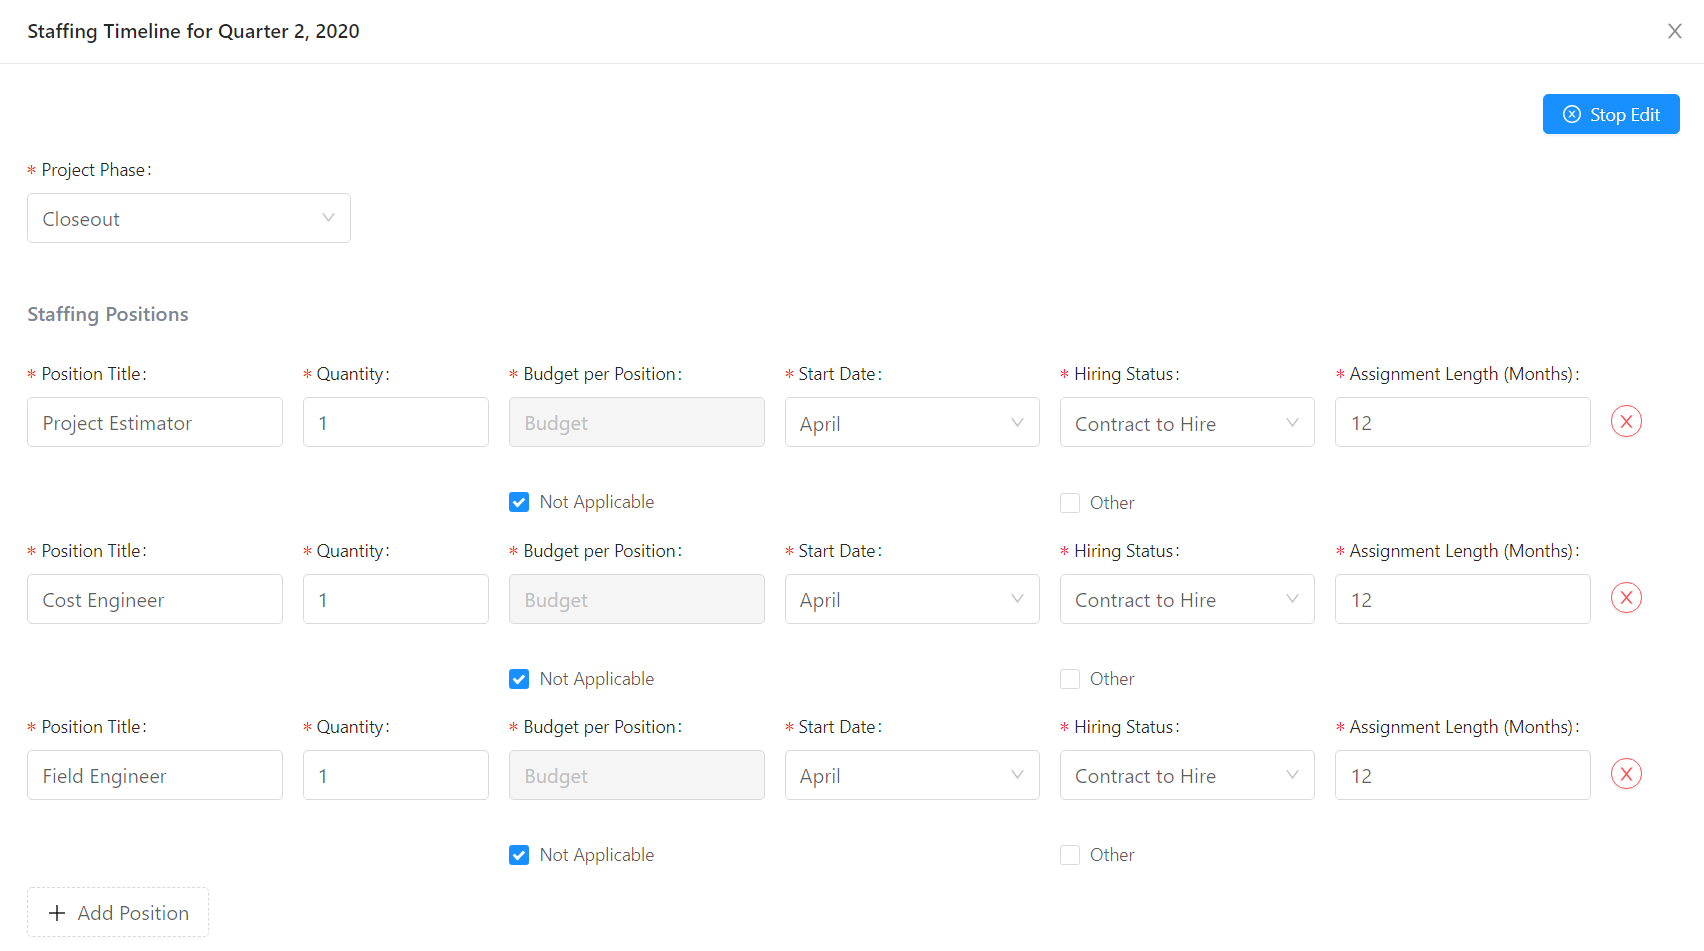 Staffing Timeline for Quarter 2, 2020
Stop Edit
* Project Phase:
Closeout
Staffing Positions
* Position Title: * Quantity: * Budget per Position: * Start Date: * Hiring Status: * Assignment Length (Months):
Project Estimator 1 Budget April Contract to Hire 12
Not Applicable Other
* Position Title: * Quantity: * Budget per Position: * Start Date: * Hiring Status: * Assignment Length (Months):
Cost Engineer 1 Budget April Contract to Hire 12
Not Applicable Other
* Position Title: * Quantity: * Budget per Position: * Start Date: * Hiring Status: * Assignment Length (Months):
Field Engineer 1 Budget April Contract to Hire 12
Not Applicable Other
+ Add Position